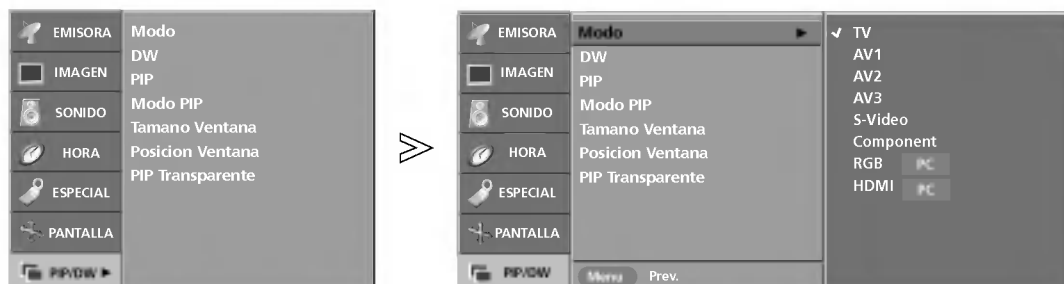 EMISORA
IMAGEN
SONIDO
HORA
ESPECIAL
PANTALLA
PIP/DW ►
Modo
DW
PIP
Modo PIP
Tamano Ventana
Posicion Ventana
PIP Transparente
EMISORA
IMAGEN
SONIDO
HORA
ESPECIAL
PANTALLA
PIP/DW
Modo ►
DW
PIP
Modo PIP
Tamano Ventana
Posicion Ventana
PIP Transparente
Menu Prev.
✓ TV
AV1
AV2
AV3
S-Video
Component
RGB PC
HDMI PC